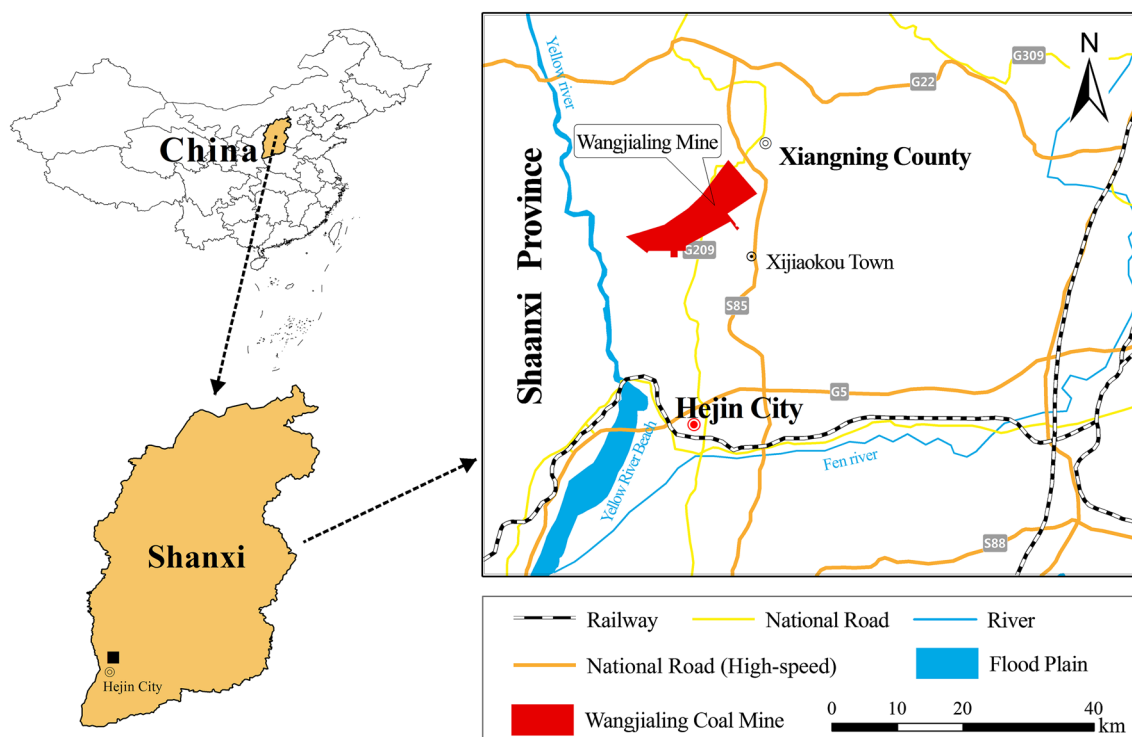 China
Shanxi
Hejin City
Yellow river
G309
N
G22
Wangjialing Mine
Xiangning County
Shaanxi Province
G209
Xijiaokou Town
S85
G5
Hejin City
Yellow River Beach
Fen river
S88
Railway
National Road
River
National Road (High-speed)
Flood Plain
Wangjialing Coal Mine
0 10 20 40
km